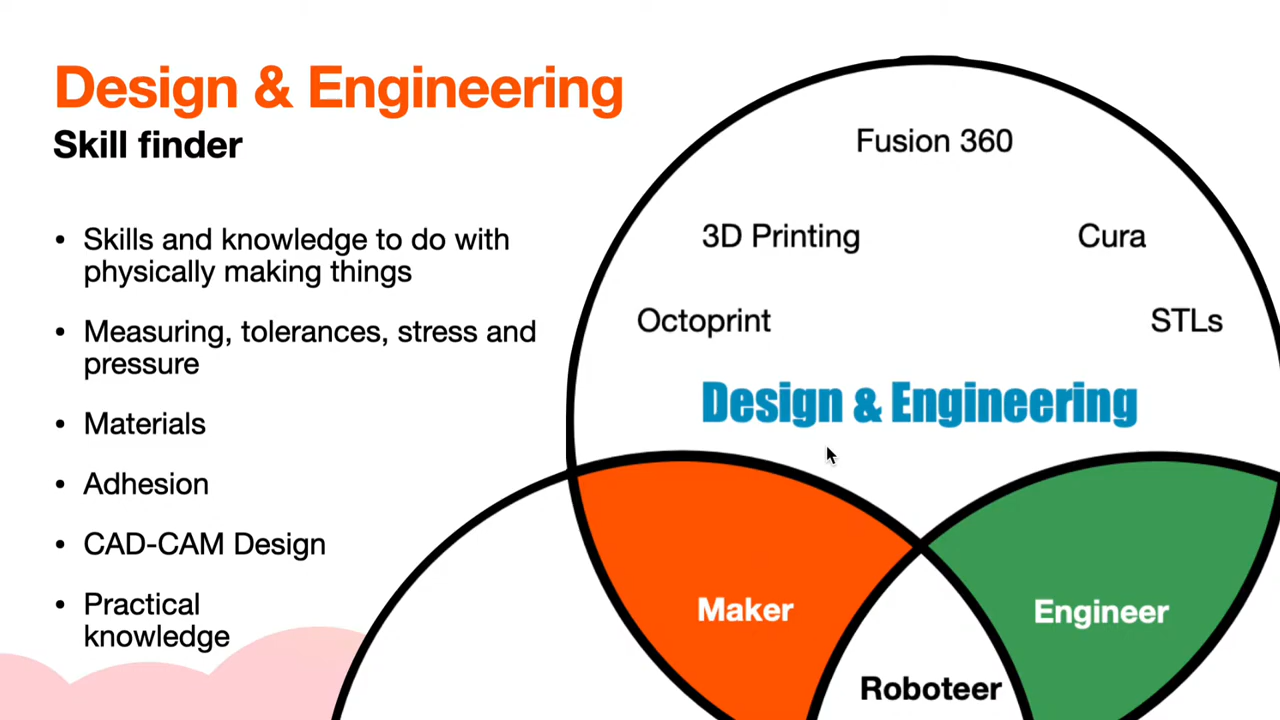 Design & Engineering
Skill finder
• Skills and knowledge to do with
physically making things
• Measuring, tolerances, stress and
pressure
• Materials
• Adhesion
• CAD-CAM Design
• Practical
knowledge
Fusion 360
3D Printing
Cura
Octoprint
STLs
Design & Engineering
Maker
Engineer
Roboteer